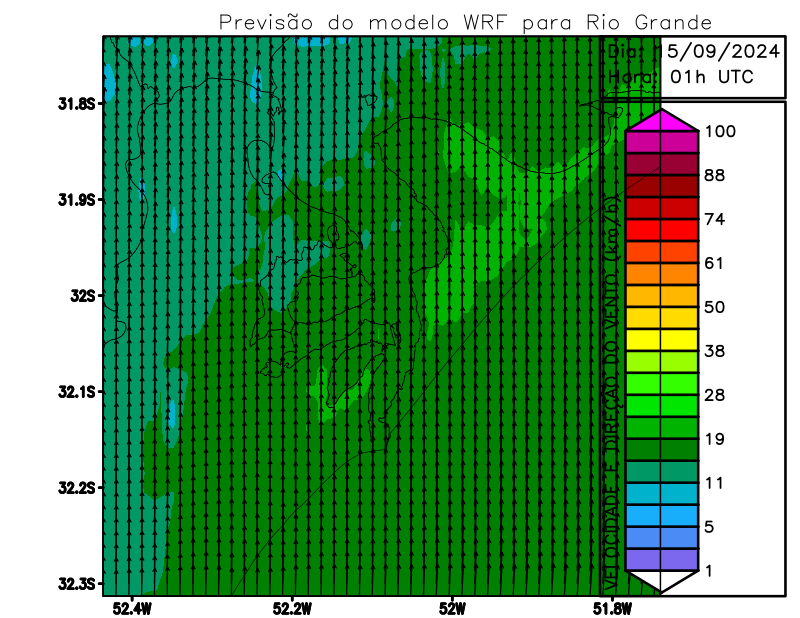 Previsão do modelo WRF para Rio Grande
Dia: 15/09/2024
Hora: 01h UTC
31.8S
31.9S
32S
32.1S
32.2S
32.3S
52.4W
52.2W
52W
51.8W
VELOCIDADE E DIREÇÃO DO VENTO (km/h)
100
88
74
61
50
38
28
19
11
5
1